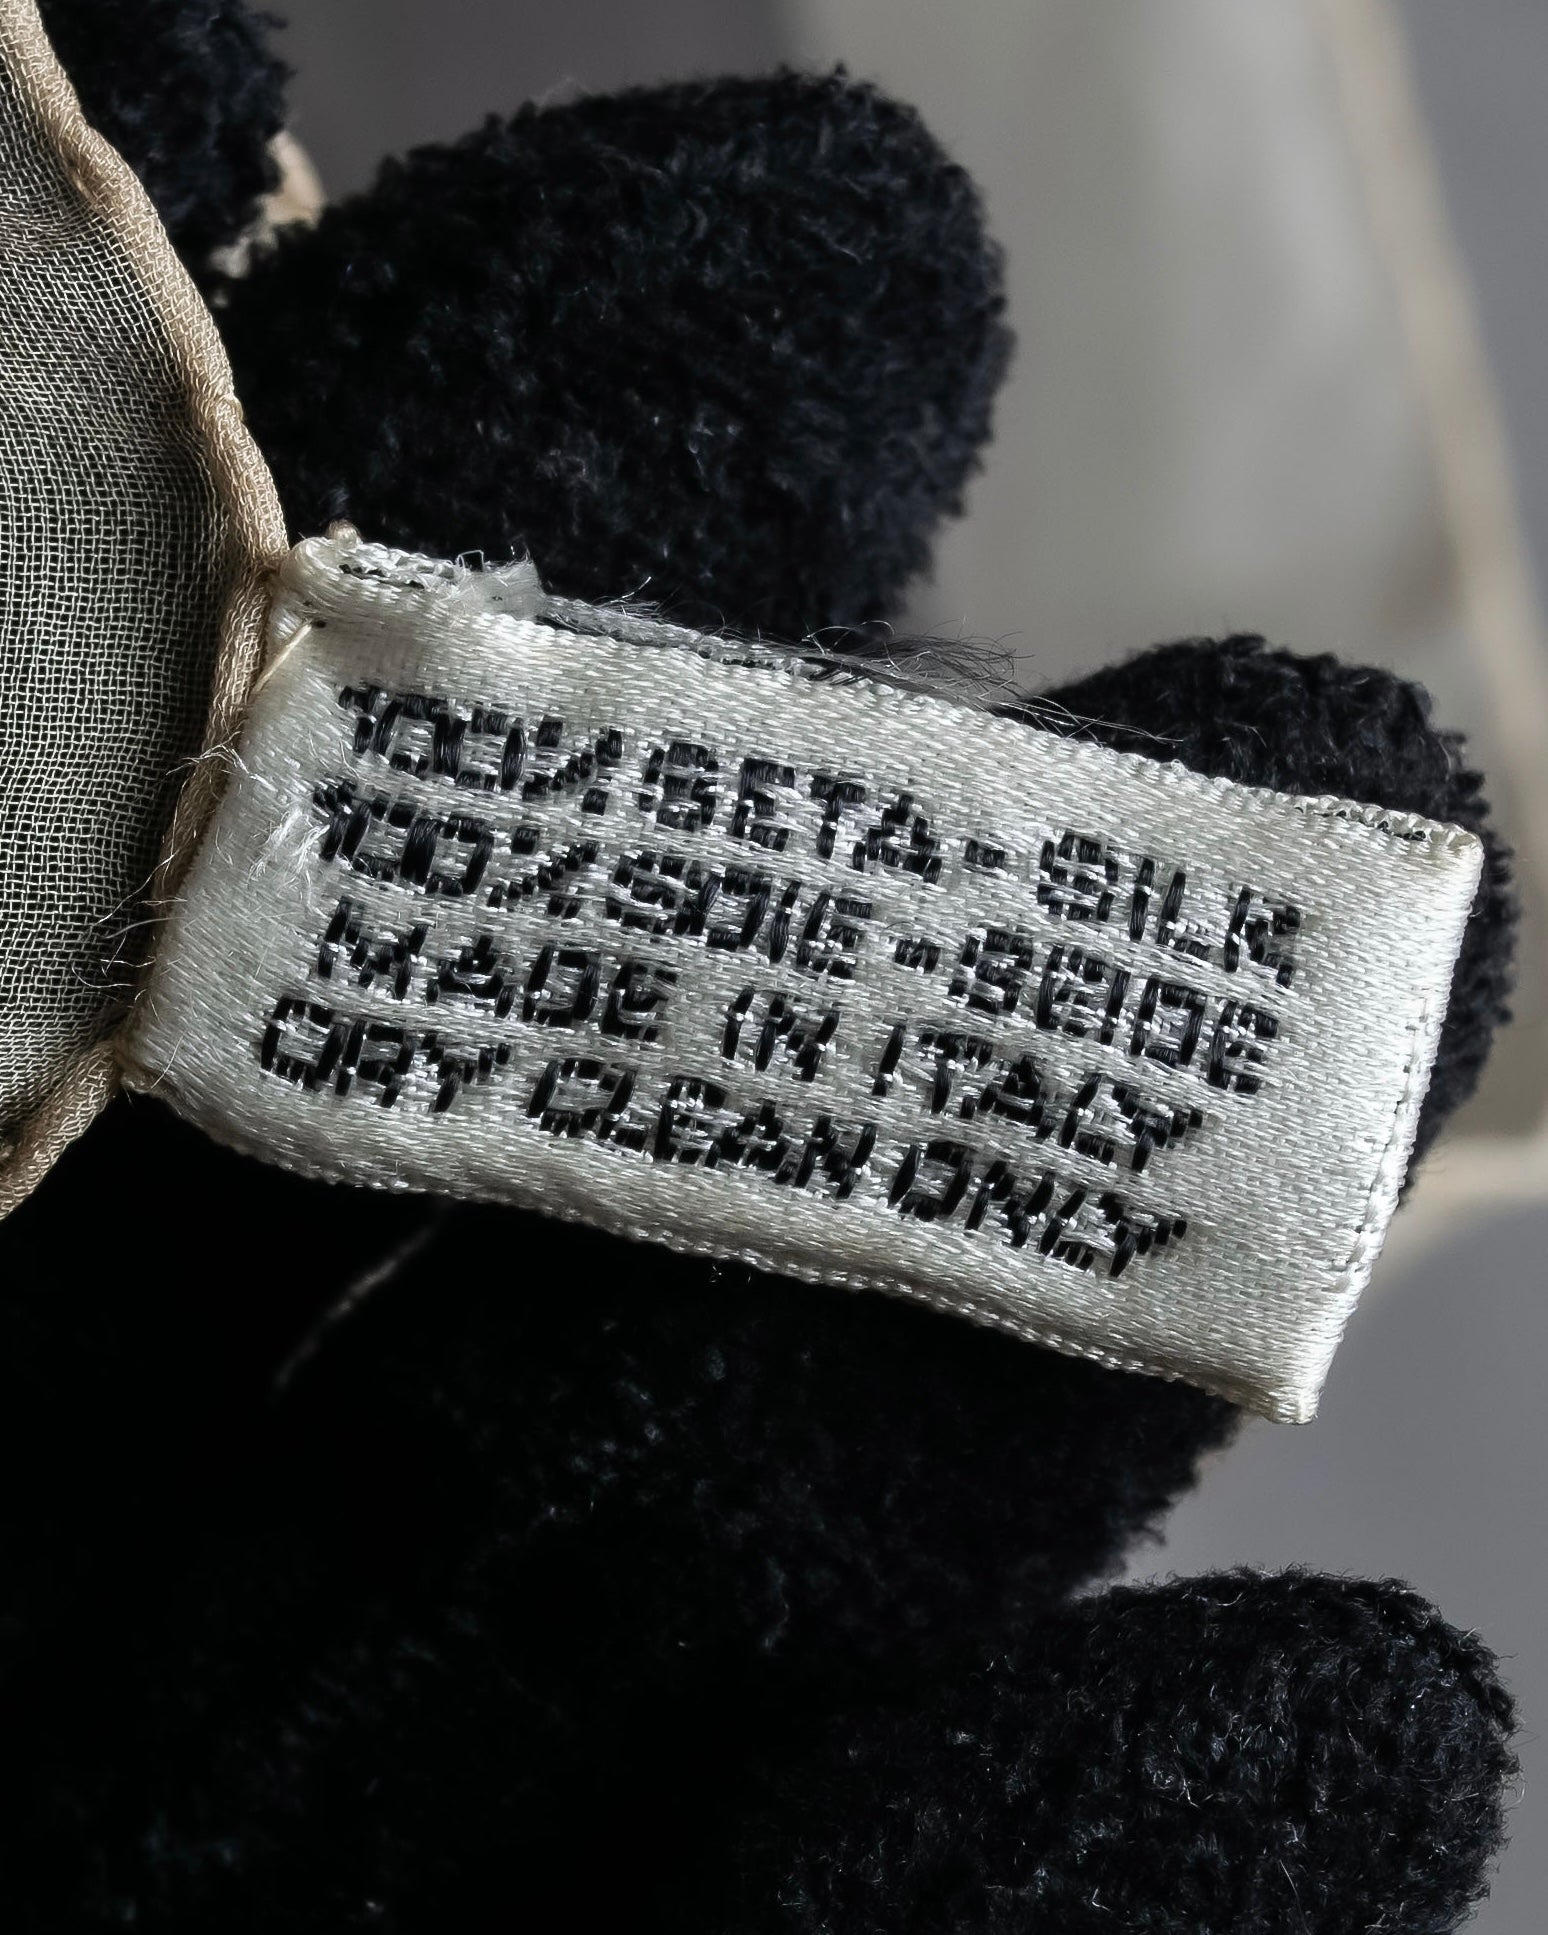 100% SETA - SILK
100% SOIE - SEIDE
MADE IN ITALY
DRY CLEAN ONLY